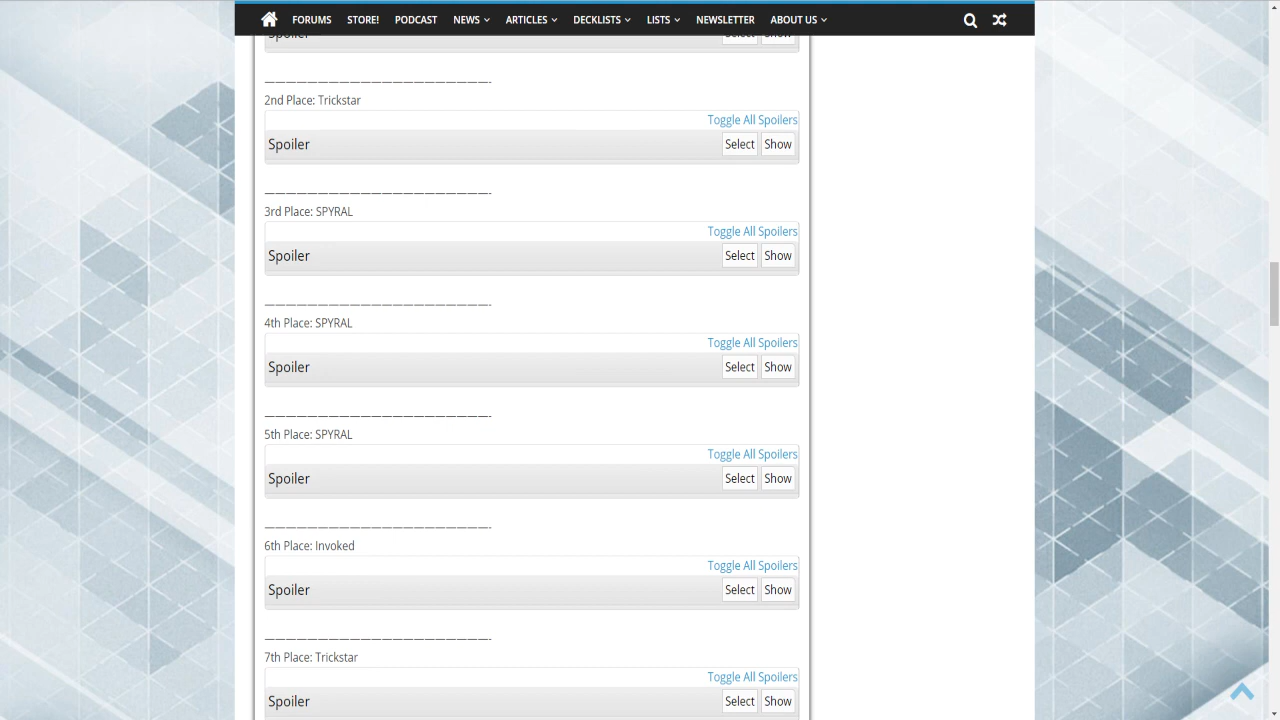 FORUMS STORE! PODCAST NEWS ARTICLES DECKLISTS LISTS NEWSLETTER ABOUT US
Spoiler Select Show
———————————————————————-
2nd Place: Trickstar
Toggle All Spoilers
Spoiler Select Show
———————————————————————-
3rd Place: SPYRAL
Toggle All Spoilers
Spoiler Select Show
———————————————————————-
4th Place: SPYRAL
Toggle All Spoilers
Spoiler Select Show
———————————————————————-
5th Place: SPYRAL
Toggle All Spoilers
Spoiler Select Show
———————————————————————-
6th Place: Invoked
Toggle All Spoilers
Spoiler Select Show
———————————————————————-
7th Place: Trickstar
Toggle All Spoilers
Spoiler Select Show